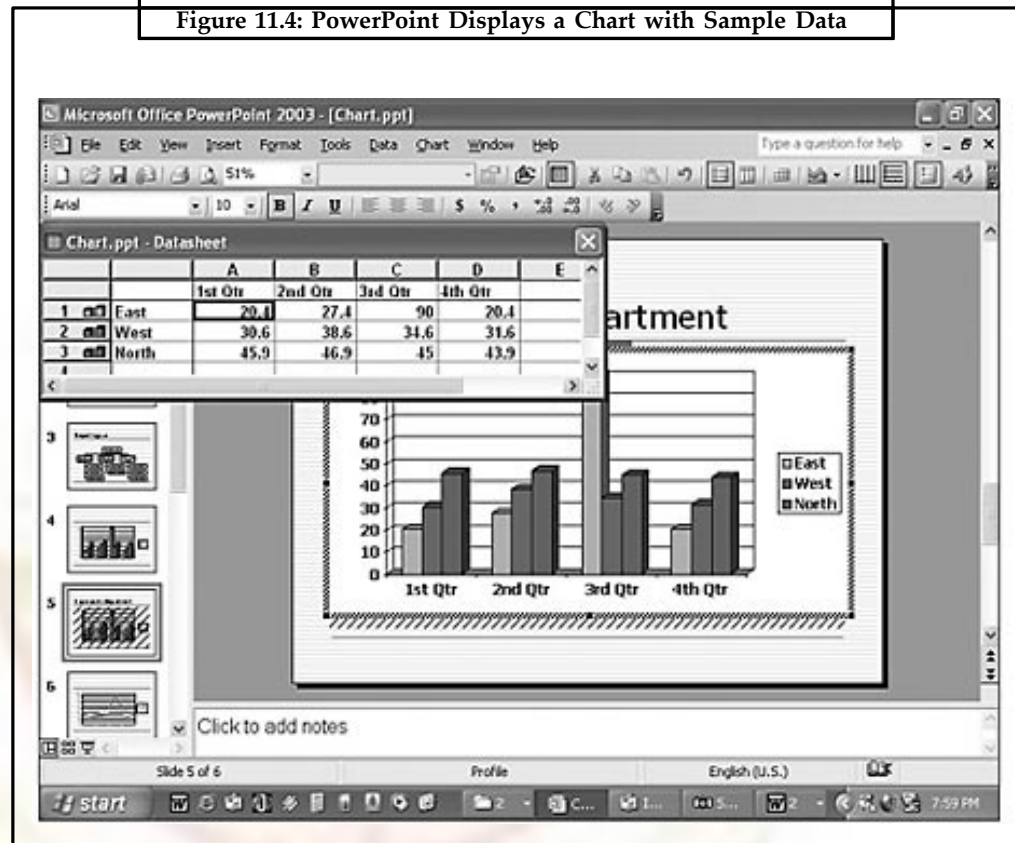 Figure 11.4: PowerPoint Displays a Chart with Sample Data
Microsoft Office PowerPoint 2003 - [Chart.ppt]
File Edit View Insert Format Tools Data Chart Window Help Type a question for help
51%
Arial 10 B I U $ % ,
Chart.ppt - Datasheet
A B C D E
1st Qtr 2nd Qtr 3rd Qtr 4th Qtr
1 East 20.4 27.4 90 20.4
2 West 30.6 38.6 34.6 31.6
3 North 45.9 46.9 45 43.9
4
artment
70
60
50
40
30
20
10
0
1st Qtr 2nd Qtr 3rd Qtr 4th Qtr
East
West
North
3
4
5
6
Click to add notes
Slide 5 of 6 Profile English (U.S.)
start 2 C... I... S... 2 7:59 PM